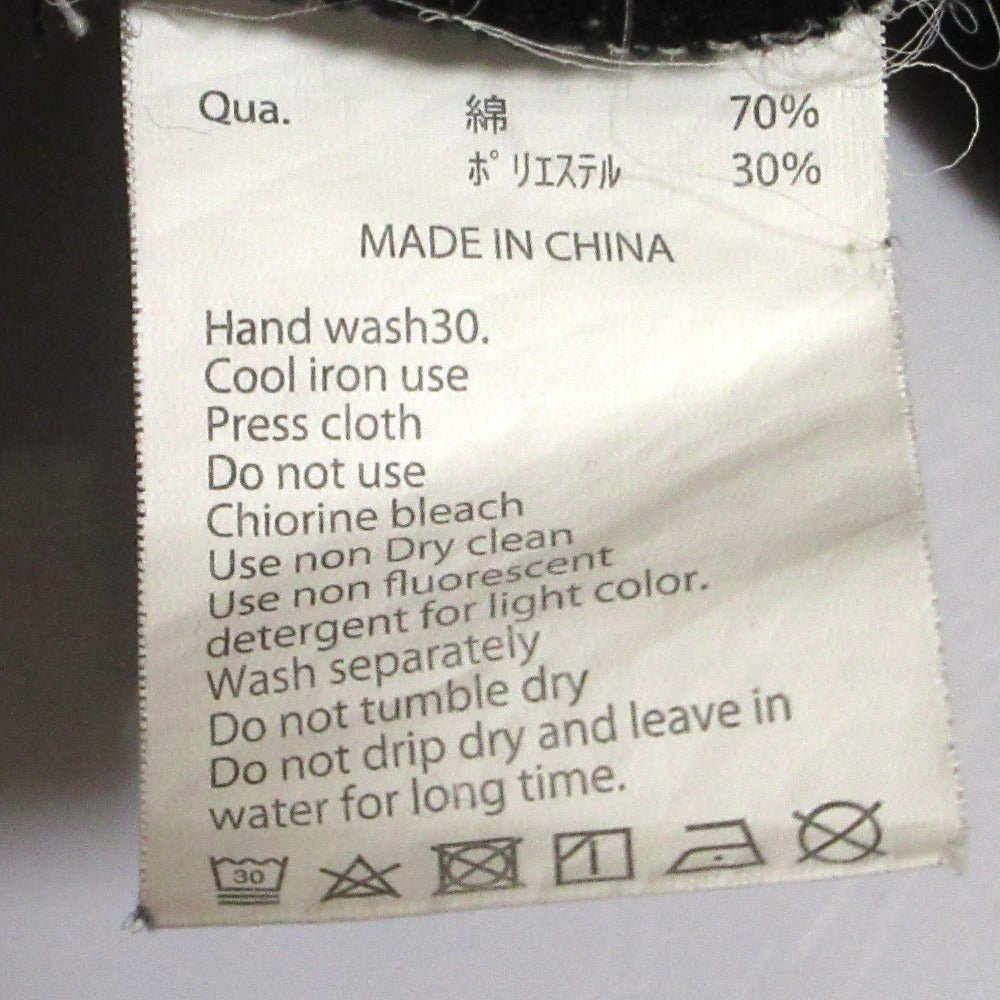 Qua. 綿 70%
ポリエステル 30%
MADE IN CHINA
Hand wash30.
Cool iron use
Press cloth
Do not use
Chiorine bleach
Use non Dry clean
Use non fluorescent
detergent for light color.
Wash separately
Do not tumble dry
Do not drip dry and leave in
water for long time.
30